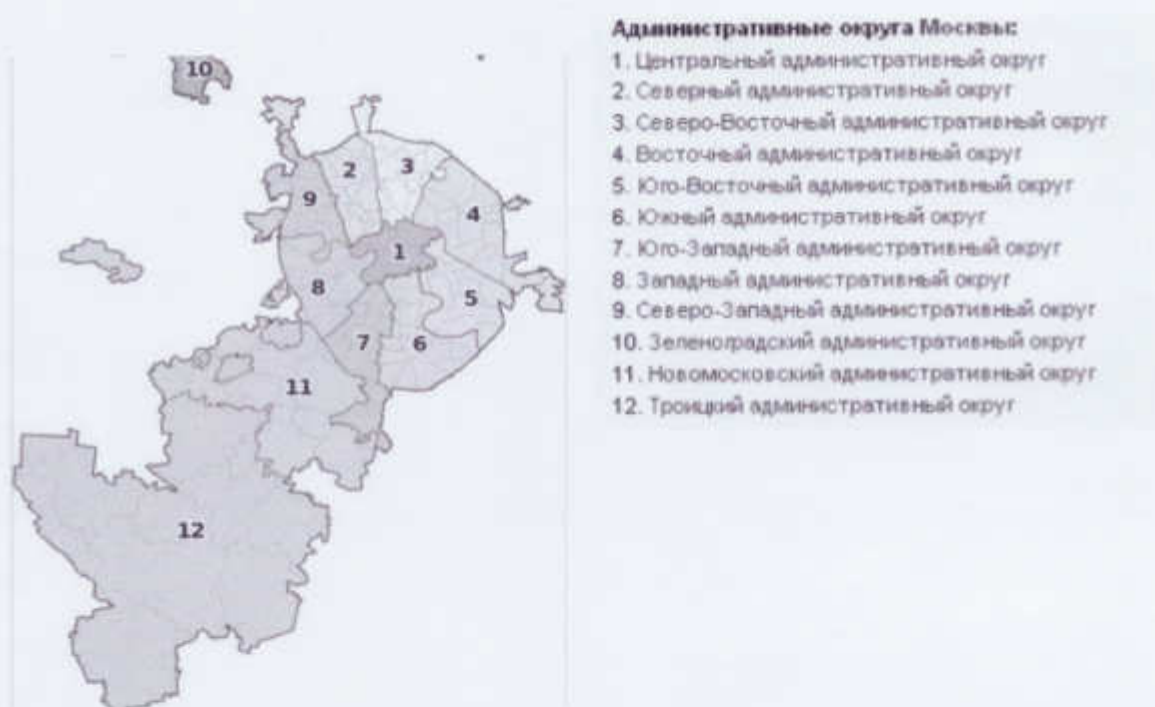 Административные округа Москвы:
1. Центральный административный округ
2. Северный административный округ
3. Северо-Восточный административный округ
4. Восточный административный округ
5. Юго-Восточный административный округ
6. Южный административный округ
7. Юго-Западный административный округ
8. Западный административный округ
9. Северо-Западный административный округ
10. Зеленоградский административный округ
11. Новомосковский административный округ
12. Троицкий административный округ
10
2
3
9
4
1
8
5
7
6
11
12